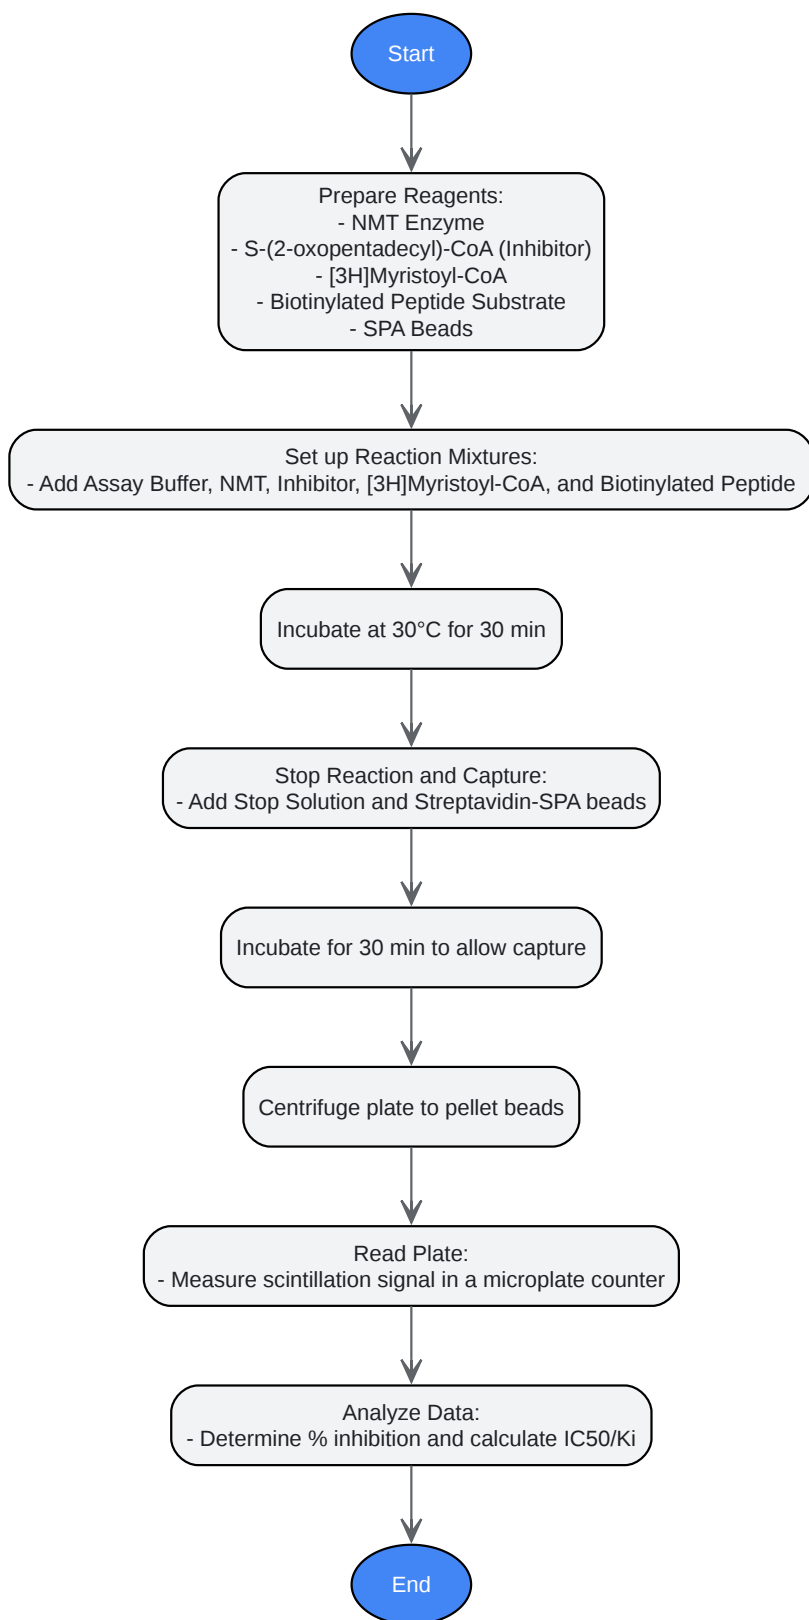 Start
Prepare Reagents:
- NMT Enzyme
- S-(2-oxopentadecyl)-CoA (Inhibitor)
- [3H]Myristoyl-CoA
- Biotinylated Peptide Substrate
- SPA Beads
Set up Reaction Mixtures:
- Add Assay Buffer, NMT, Inhibitor, [3H]Myristoyl-CoA, and Biotinylated Peptide
Incubate at 30°C for 30 min
Stop Reaction and Capture:
- Add Stop Solution and Streptavidin-SPA beads
Incubate for 30 min to allow capture
Centrifuge plate to pellet beads
Read Plate:
- Measure scintillation signal in a microplate counter
Analyze Data:
- Determine % inhibition and calculate IC50/Ki
End